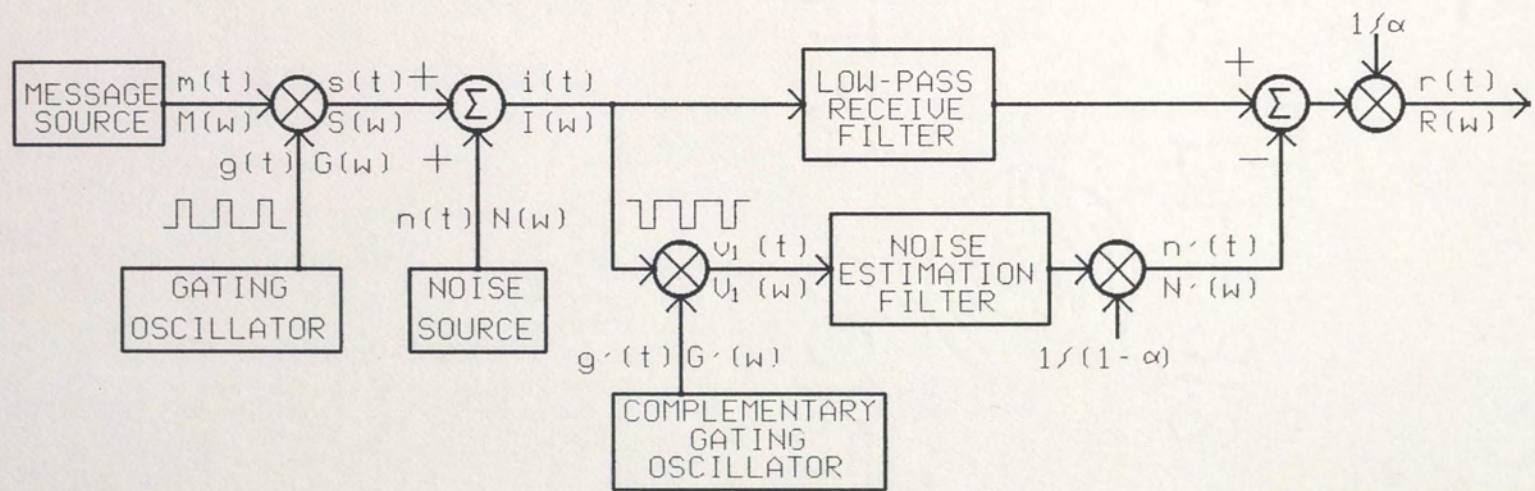 MESSAGE
SOURCE
m(t)
M(w)
s(t)
S(w)
+
Σ
i(t)
I(w)
LOW-PASS
RECEIVE
FILTER
+
Σ
−
1/α
r(t)
R(w)
g(t) G(w)
+
n(t) N(w)
GATING
OSCILLATOR
NOISE
SOURCE
v₁(t)
V₁(w)
NOISE
ESTIMATION
FILTER
n´(t)
N´(w)
1/(1-α)
g´(t) G´(w)
COMPLEMENTARY
GATING
OSCILLATOR